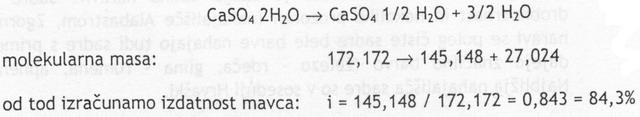 CaSO₄ 2H₂O → CaSO₄ 1/2 H₂O + 3/2 H₂O
molekularna masa: 172,172 → 145,148 + 27,024
od tod izračunamo izdatnost mavca: i = 145,148 / 172,172 = 0,843 = 84,3%